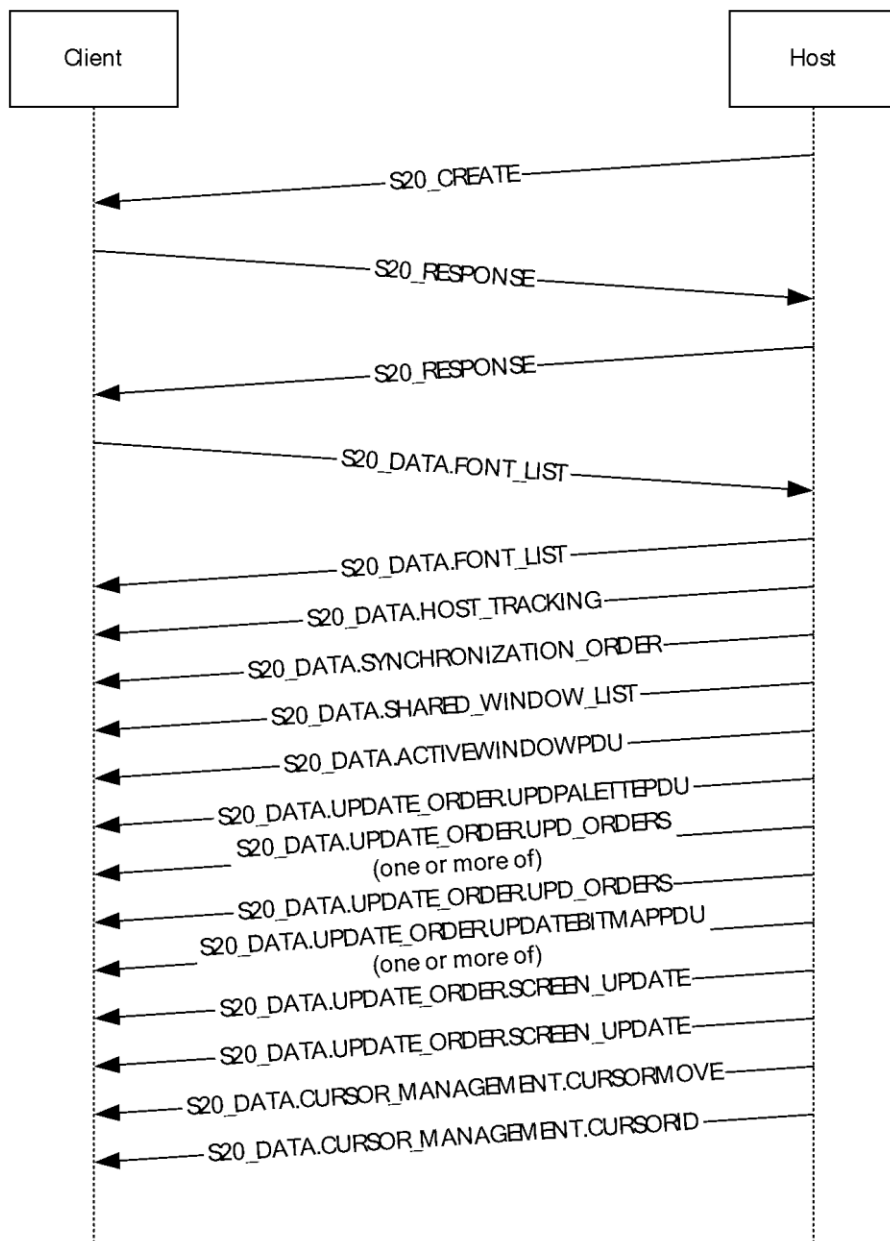 Client
Host
S20_CREATE
S20_RESPONSE
S20_RESPONSE
S20_DATA.FONT_LIST
S20_DATA.FONT_LIST
S20_DATA.HOST_TRACKING
S20_DATA.SYNCHRONIZATION_ORDER
S20_DATA.SHARED_WINDOW_LIST
S20_DATA.ACTIVEWINDOWPDU
S20_DATA.UPDATE_ORDER.UPDPALETTEPDU
S20_DATA.UPDATE_ORDER.UPD_ORDERS
(one or more of)
S20_DATA.UPDATE_ORDER.UPD_ORDERS
S20_DATA.UPDATE_ORDER.UPDATEBITMAPPDU
(one or more of)
S20_DATA.UPDATE_ORDER.SCREEN_UPDATE
S20_DATA.UPDATE_ORDER.SCREEN_UPDATE
S20_DATA.CURSOR_MANAGEMENT.CURSORMOVE
S20_DATA.CURSOR_MANAGEMENT.CURSORID